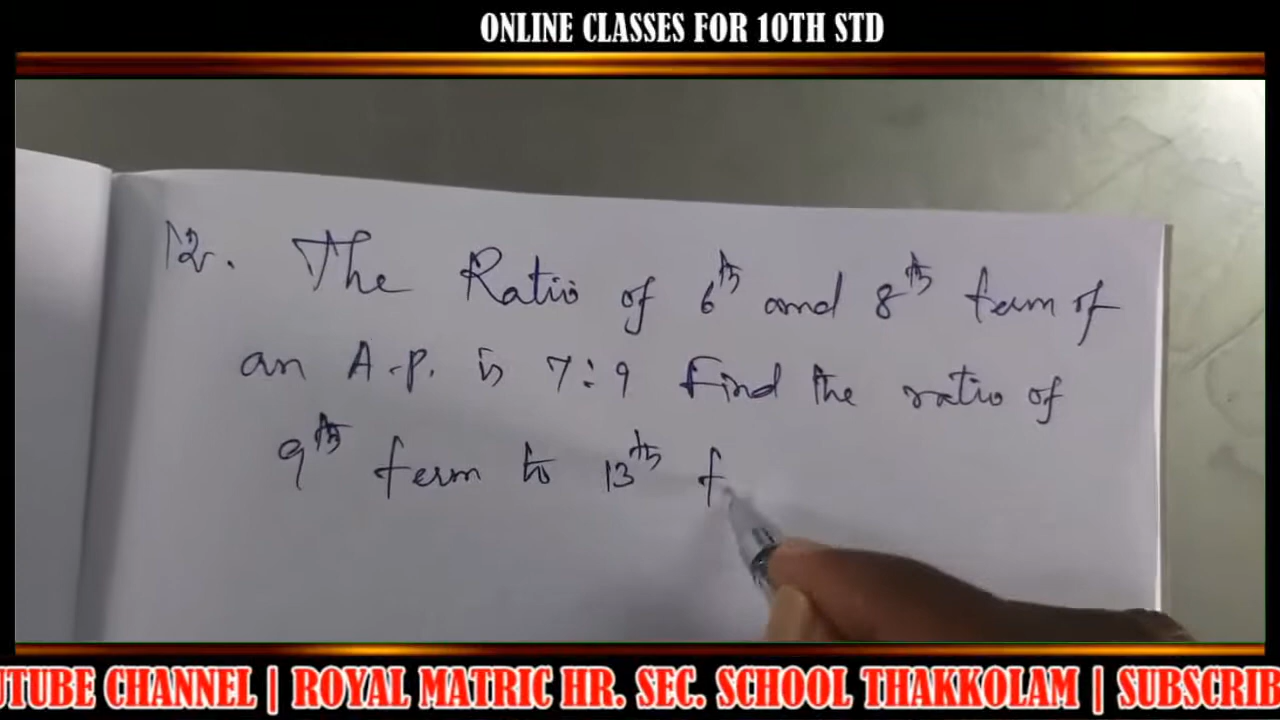 ONLINE CLASSES FOR 10TH STD
12. The Ratio of 6th and 8th term of
an A.P. is 7:9 Find the ratio of
9th term to 13th t
UTUBE CHANNEL | ROYAL MATRIC HR. SEC. SCHOOL THAKKOLAM | SUBSCRIB